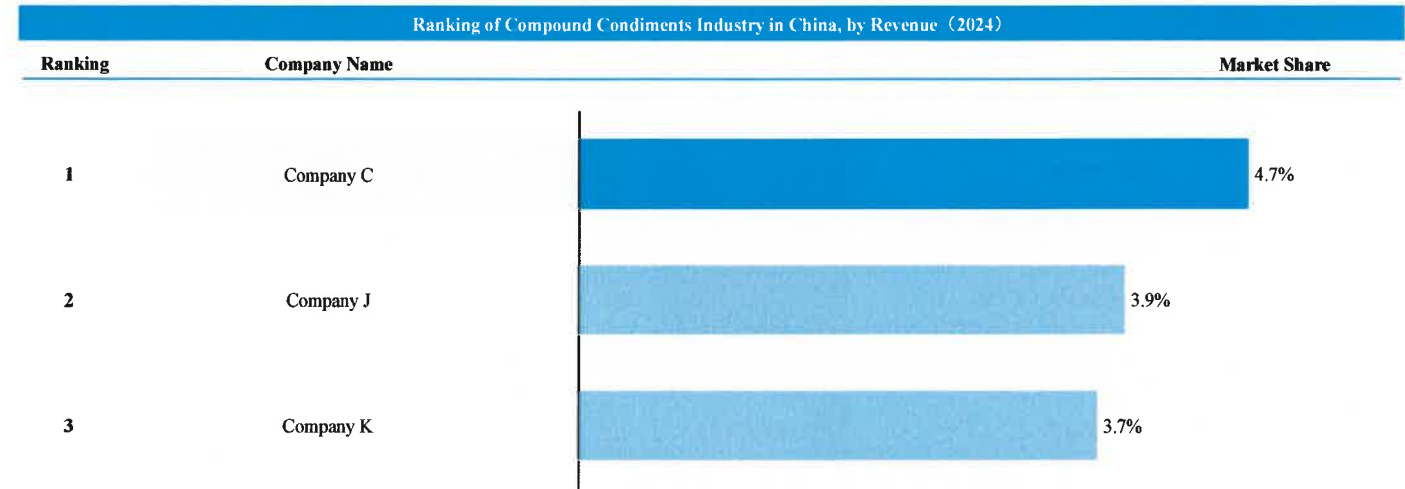 Ranking of Compound Condiments Industry in China, by Revenue（2024）
Ranking Company Name Market Share
1 Company C 4.7%
2 Company J 3.9%
3 Company K 3.7%